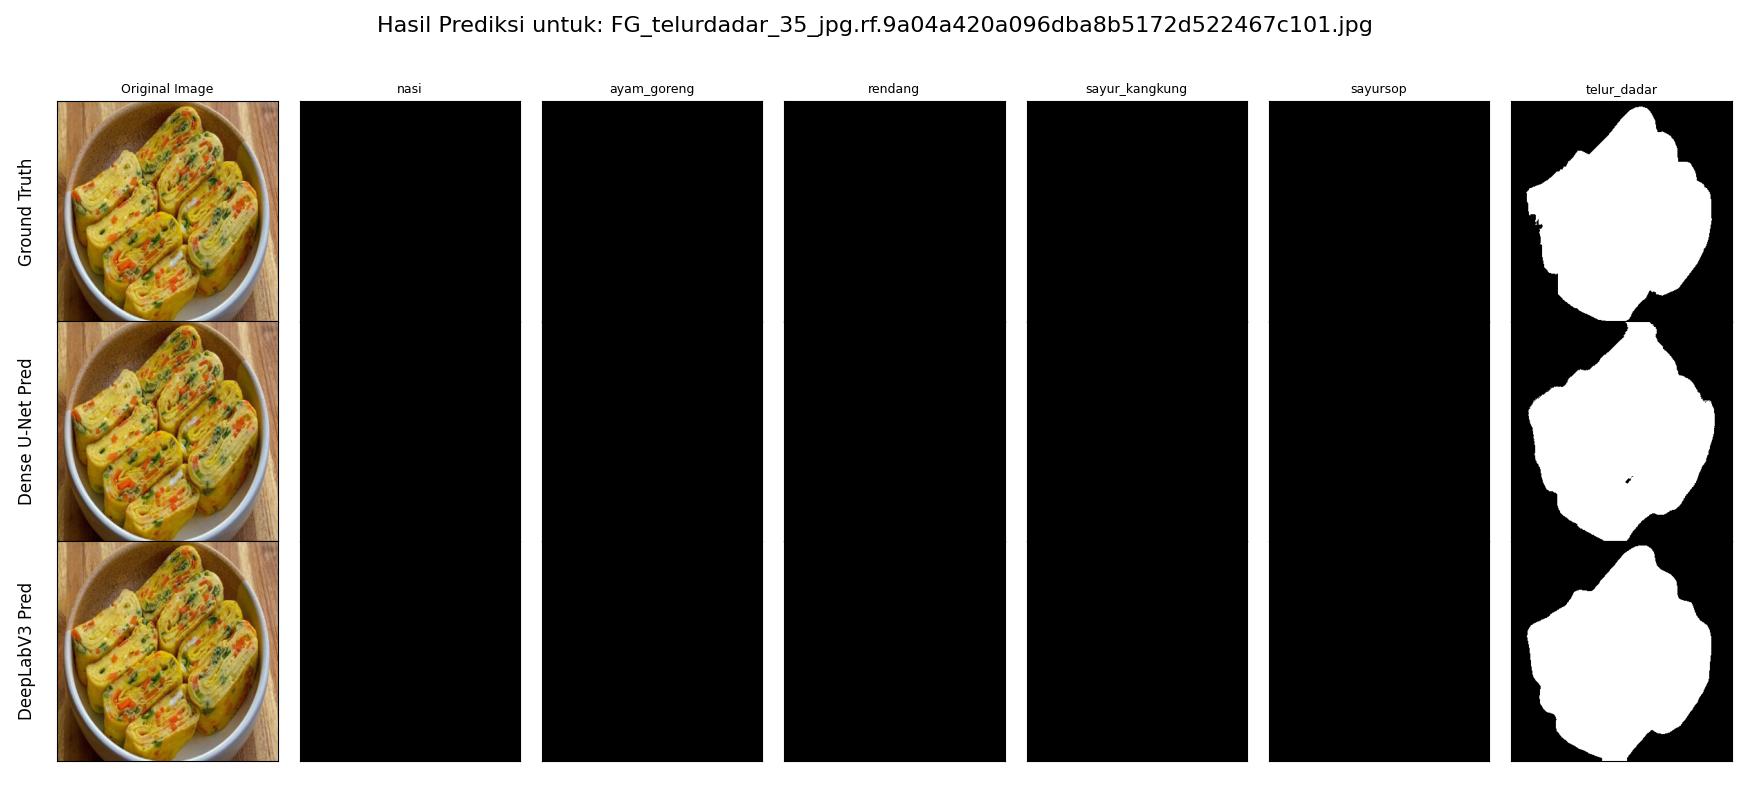 Hasil Prediksi untuk: FG_telurdadar_35_jpg.rf.9a04a420a096dba8b5172d522467c101.jpg
Original Image
nasi
ayam_goreng
rendang
sayur_kangkung
sayursop
telur_dadar
Ground Truth
Dense U-Net Pred
DeepLabV3 Pred